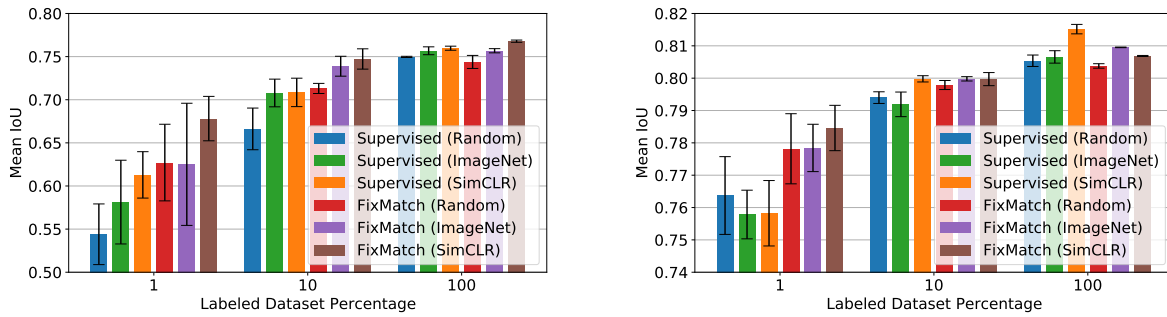 0.80
0.75
0.70
0.65
0.60
0.55
0.50
Mean IoU
Supervised (Random)
Supervised (ImageNet)
Supervised (SimCLR)
FixMatch (Random)
FixMatch (ImageNet)
FixMatch (SimCLR)
1
10
100
Labeled Dataset Percentage
0.82
0.81
0.80
0.79
0.78
0.77
0.76
0.75
0.74
Mean IoU
Supervised (Random)
Supervised (ImageNet)
Supervised (SimCLR)
FixMatch (Random)
FixMatch (ImageNet)
FixMatch (SimCLR)
1
10
100
Labeled Dataset Percentage